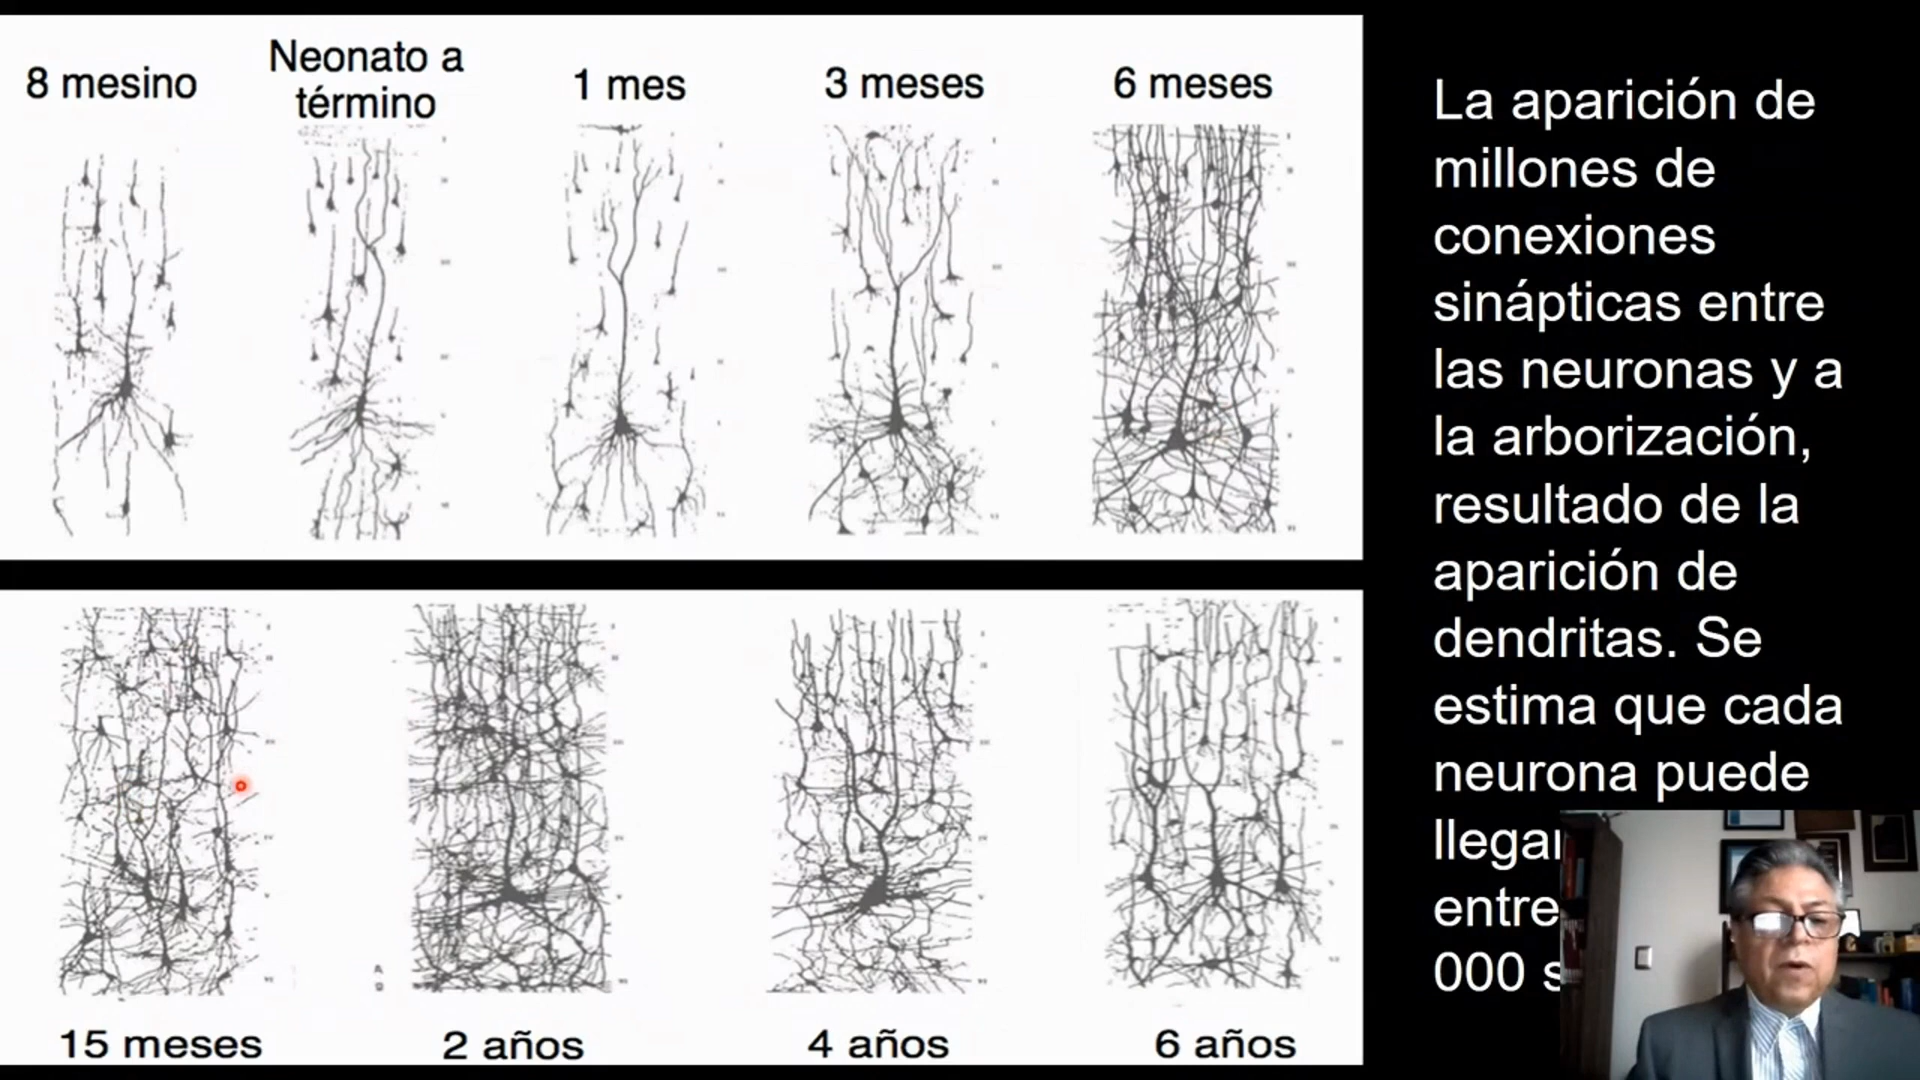 8 mesino
Neonato a
término
1 mes
3 meses
6 meses
15 meses
2 años
4 años
6 años
La aparición de
millones de
conexiones
sinápticas entre
las neuronas y a
la arborización,
resultado de la
aparición de
dendritas. Se
estima que cada
neurona puede
entre
000